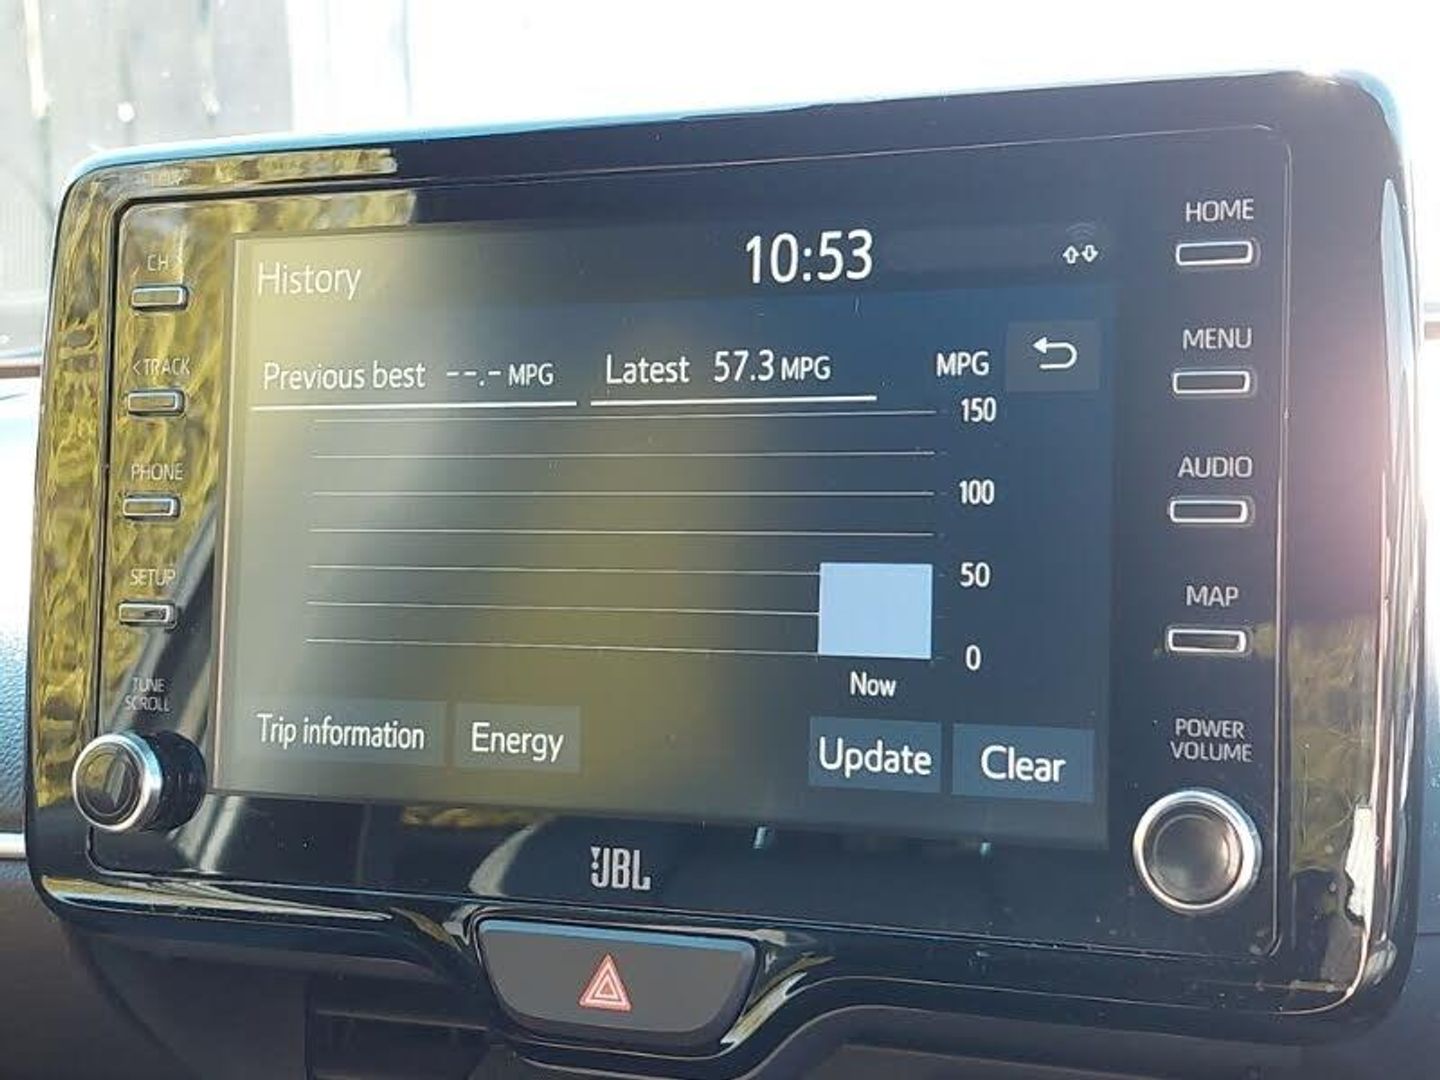 HOME
10:53
CH >
History
MENU
< TRACK
Previous best --.- MPG
Latest 57.3 MPG
MPG
150
PHONE
AUDIO
100
SETUP
50
MAP
0
Now
TUNE
SCROLL
Trip information
Energy
Update
Clear
POWER
VOLUME
JBL